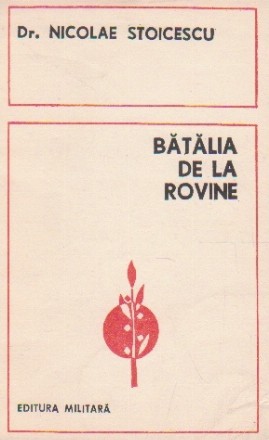 Dr. NICOLAE STOICESCU
BĂTĂLIA
DE LA
ROVINE
EDITURA MILITARĂ